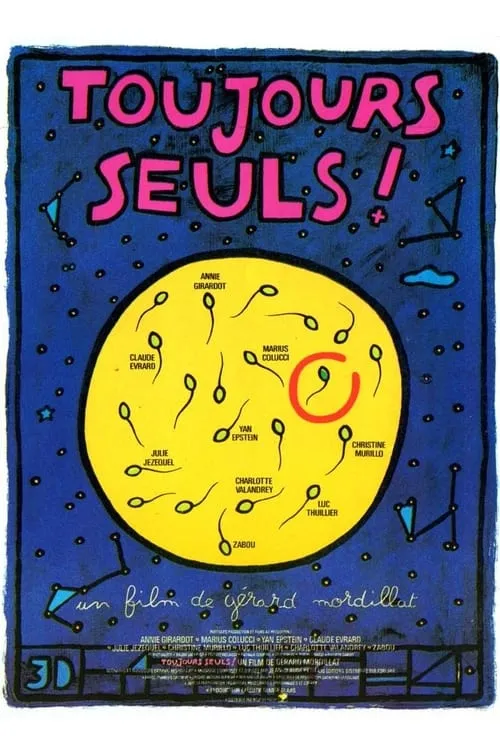 TOUJOURS
SEULS!
ANNIE
GIRARDOT
CLAUDE
EVRARD
MARIUS
COLUCCI
YAN
EPSTEIN
CHRISTINE
MURILLO
JULIE
JEZEQUEL
CHARLOTTE
VALANDREY
LUC
THUILLIER
ZABOU
un film de gérard mordillat
ANNIE GIRARDOT MARIUS COLUCCI YAN EPSTEIN CLAUDE EVRARD
JULIE JEZEQUEL CHRISTINE MURILLO LUC THUILLIER CHARLOTTE VALANDREY ZABOU
TOUJOURS SEULS! UN FILM DE GERARD MORDILLAT
3D